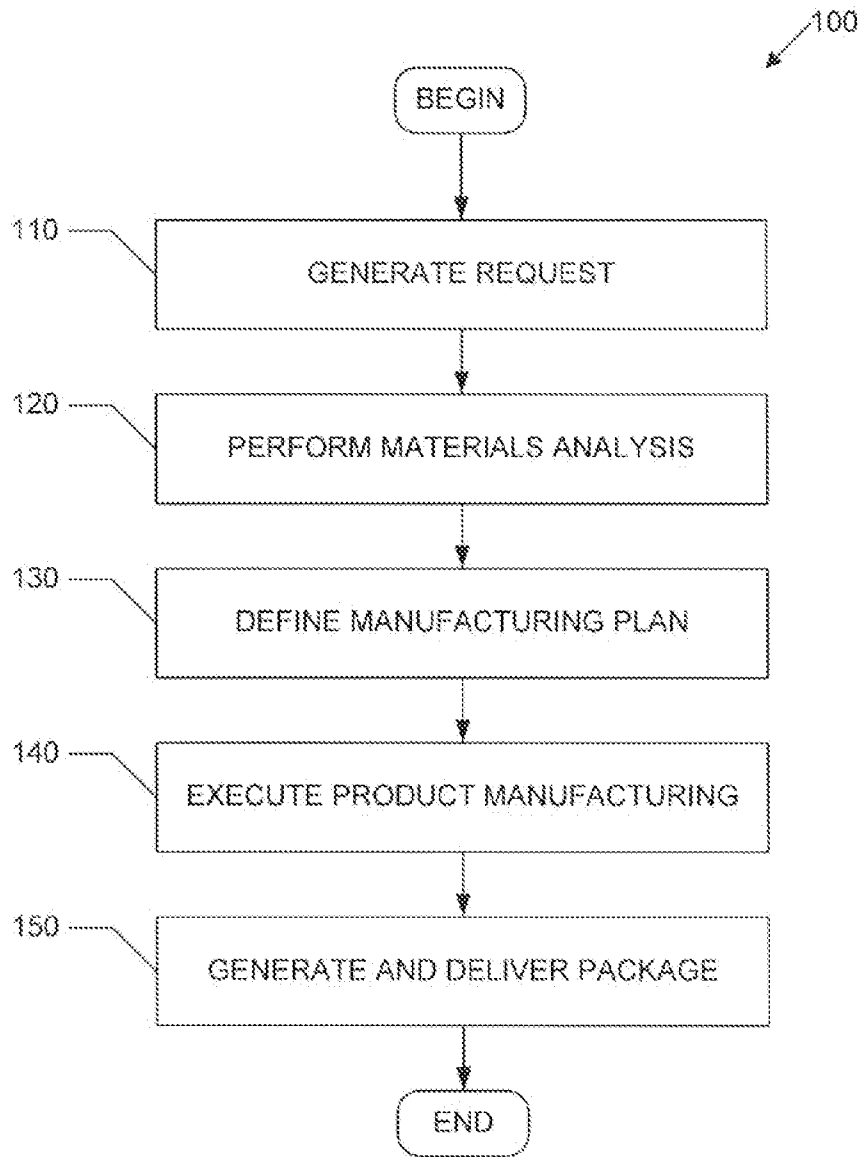 100
BEGIN
110
GENERATE REQUEST
120
PERFORM MATERIALS ANALYSIS
130
DEFINE MANUFACTURING PLAN
140
EXECUTE PRODUCT MANUFACTURING
150
GENERATE AND DELIVER PACKAGE
END